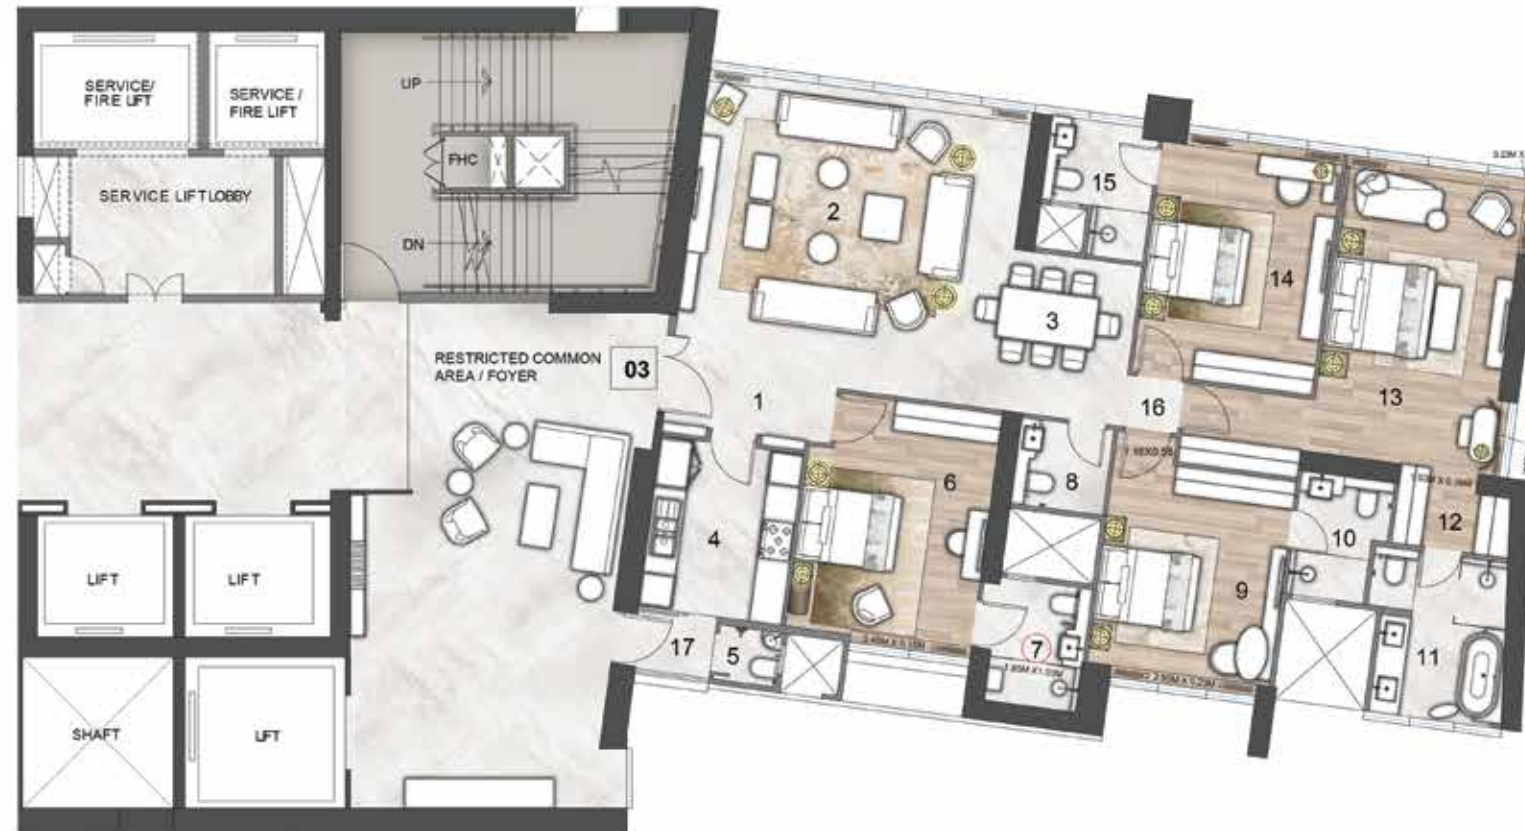 SERVICE/
FIRE LIFT
SERVICE /
FIRE LIFT
UP
FHC
SERVICE LIFT LOBBY
DN
RESTRICTED COMMON
AREA / FOYER
03
LIFT
LIFT
SHAFT
LIFT
1
2
3
4
5
6
7
8
9
10
11
12
13
14
15
16
17